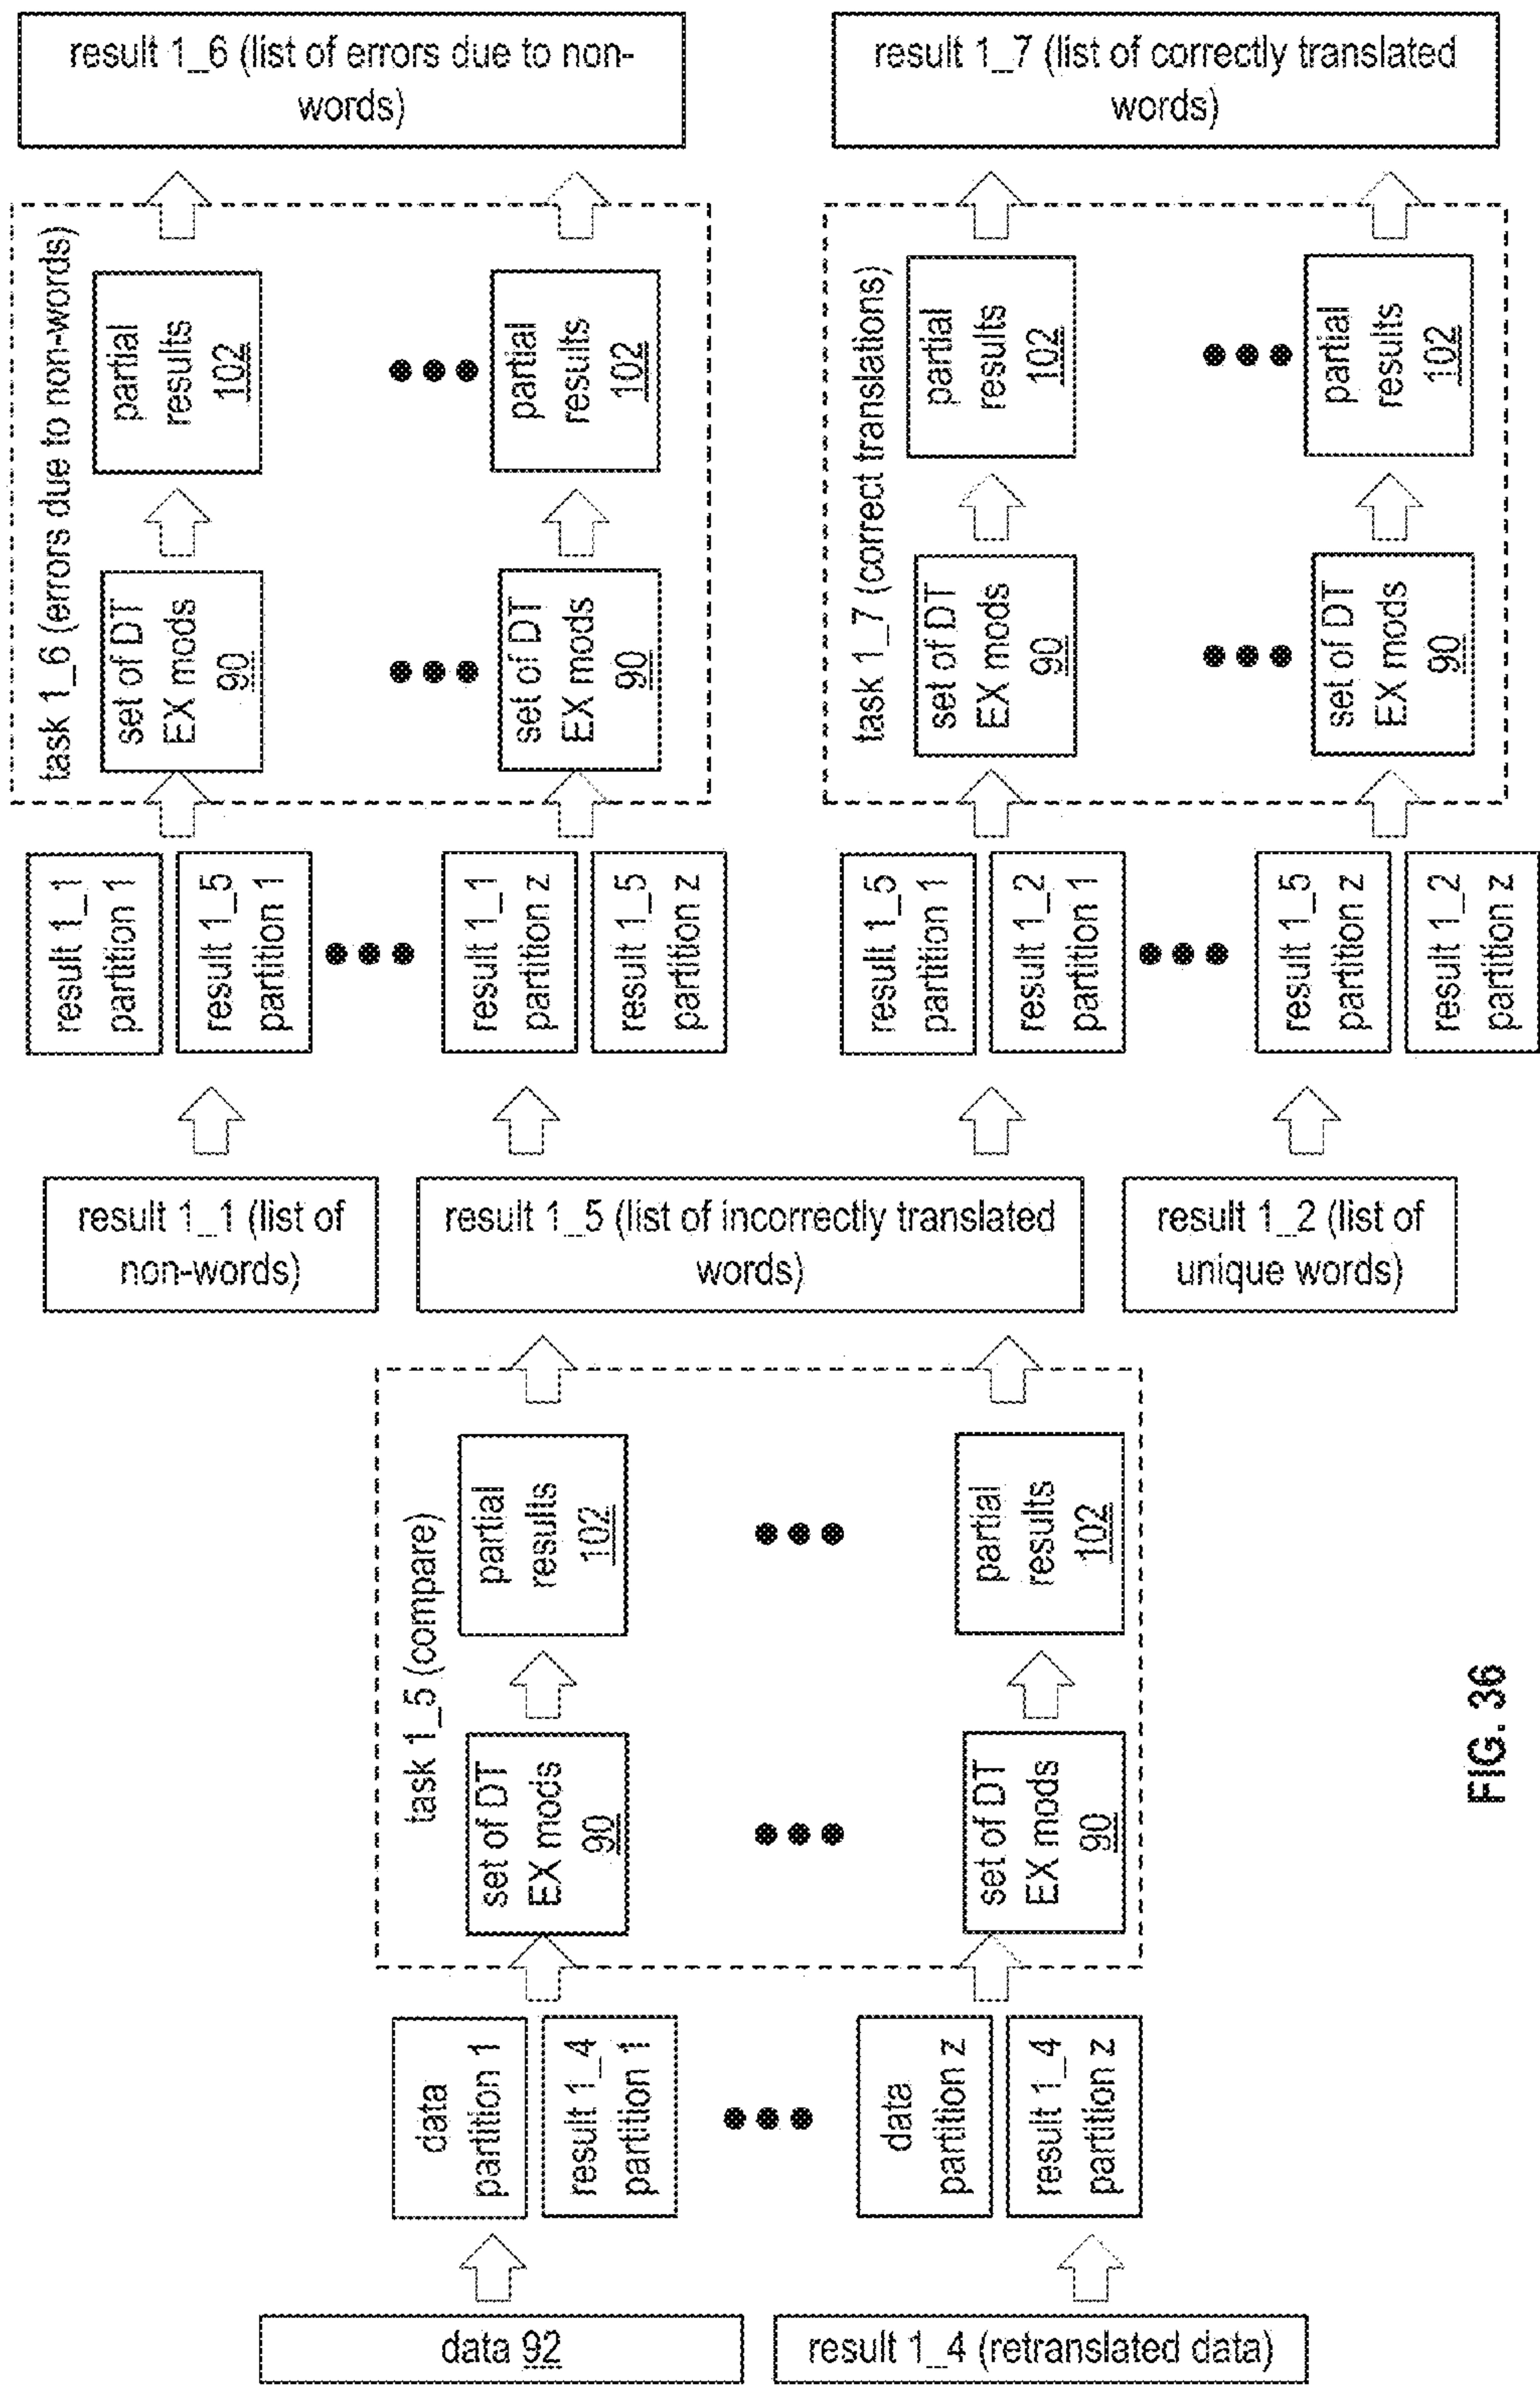 data 92
result 1_4 (retranslated data)
data
partition 1
result 1_4
partition 1
data
partition z
result 1_4
partition z
task 1_5 (compare)
set of DT
EX mods
90
partial
results
102
set of DT
EX mods
90
partial
results
102
result 1_1 (list of
non-words)
result 1_5 (list of incorrectly translated
words)
result 1_2 (list of
unique words)
result 1_1
partition 1
result 1_5
partition 1
result 1_1
partition z
result 1_5
partition z
result 1_5
partition 1
result 1_2
partition 1
result 1_5
partition z
result 1_2
partition z
task 1_6 (errors due to non-words)
set of DT
EX mods
90
partial
results
102
set of DT
EX mods
90
partial
results
102
task 1_7 (correct translations)
set of DT
EX mods
90
partial
results
102
set of DT
EX mods
90
partial
results
102
result 1_6 (list of errors due to non-
words)
result 1_7 (list of correctly translated
words)
FIG. 36